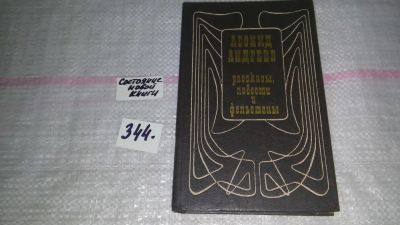 Состояние
новой
книги
344.
ЛЕОНИД
АНДРЕЕВ
рассказы,
повести
и
фельетоны